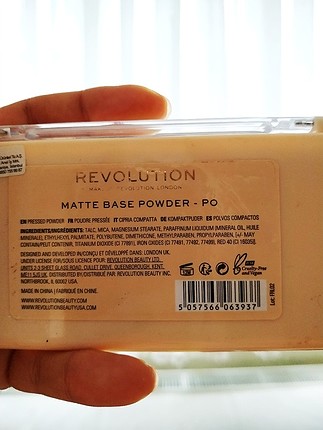 REVOLUTION
MAKEUP REVOLUTION LONDON
MATTE BASE POWDER - PO
EN PRESSED POWDER FR POUDRE PRESSÉE IT CIPRIA COMPATTA DE KOMPAKTPUDER ES POLVOS COMPACTOS
INGREDIENTS/INGRÉDIENTS: TALC, MICA, MAGNESIUM STEARATE, PARAFFINUM LIQUIDUM (MINERAL OIL, HUILE
MINERALE), ETHYLHEXYL PALMITATE, POLYBUTENE, DIMETHICONE, METHYLPARABEN, PROPYLPARABEN, [+/- MAY
CONTAIN/PEUT CONTENIR, TITANIUM DIOXIDE (CI 77891), IRON OXIDES (CI 77491, 77492, 77499), RED 40 (CI 16035)].
DESIGNED AND DEVELOPED IN/CONÇU ET DÉVELOPPÉ DANS UK: LONDON.
UNDER LICENSE FOR/SOUS LICENCE POUR: REVOLUTION BEAUTY LTD.
UNITS 2-3 SHEET GLASS ROAD, CULLET DRIVE, QUEENBOROUGH, KENT,
ME11 5JS UK. DIST BY/DISTRIBUÉ PAR: REVOLUTION BEAUTY INC
NORTHBROOK, IL 60062 USA
MADE IN CHINA | FABRIQUÉ EN CHINE.
WWW.REVOLUTIONBEAUTY.COM
WWW.REVOLUTIONBEAUTYUSA.COM
12M
Cruelty-Free
and Vegan
5 057566 063937